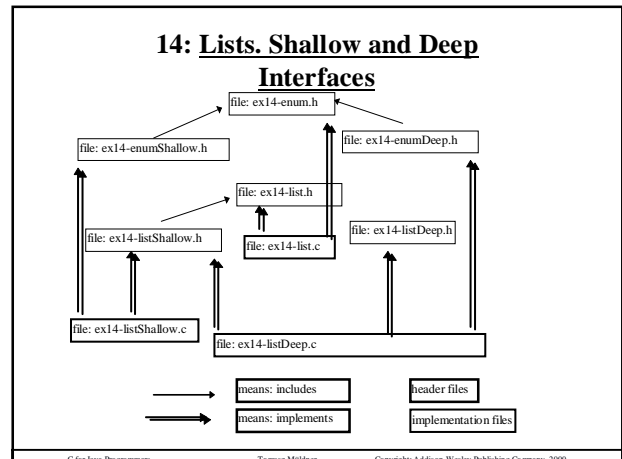 14: Lists. Shallow and Deep
Interfaces
file: ex14-enum.h
file: ex14-enumShallow.h
file: ex14-enumDeep.h
file: ex14-list.h
file: ex14-listShallow.h
file: ex14-list.c
file: ex14-listDeep.h
file: ex14-listShallow.c
file: ex14-listDeep.c
means: includes
header files
means: implements
implementation files
C for Java Programmers
Tomasz Müldner
Copyright: Addison-Wesley Publishing Company, 2000